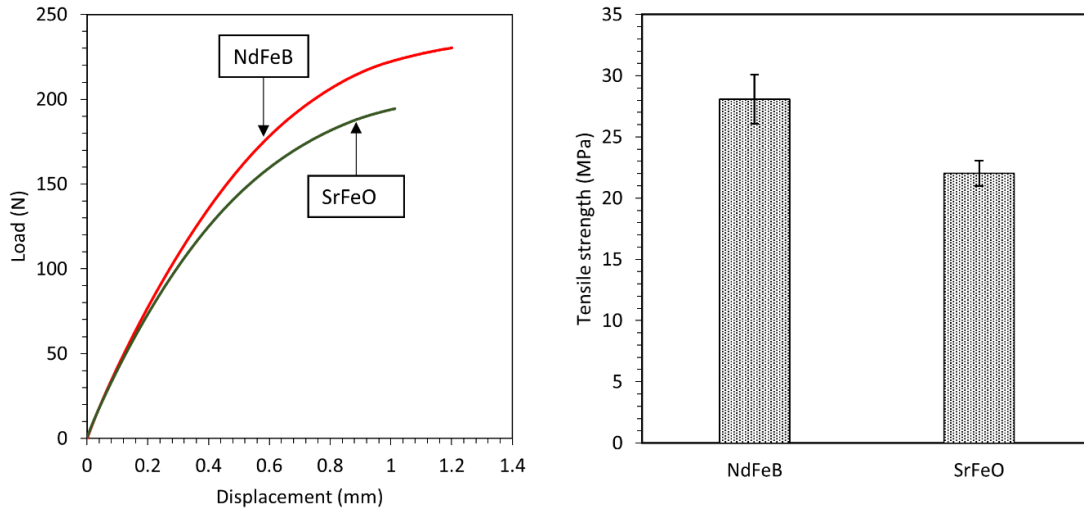 250
200
150
100
50
0
Load (N)
NdFeB
SrFeO
0 0.2 0.4 0.6 0.8 1 1.2 1.4
Displacement (mm)
35
30
25
20
15
10
5
0
Tensile strength (MPa)
NdFeB SrFeO